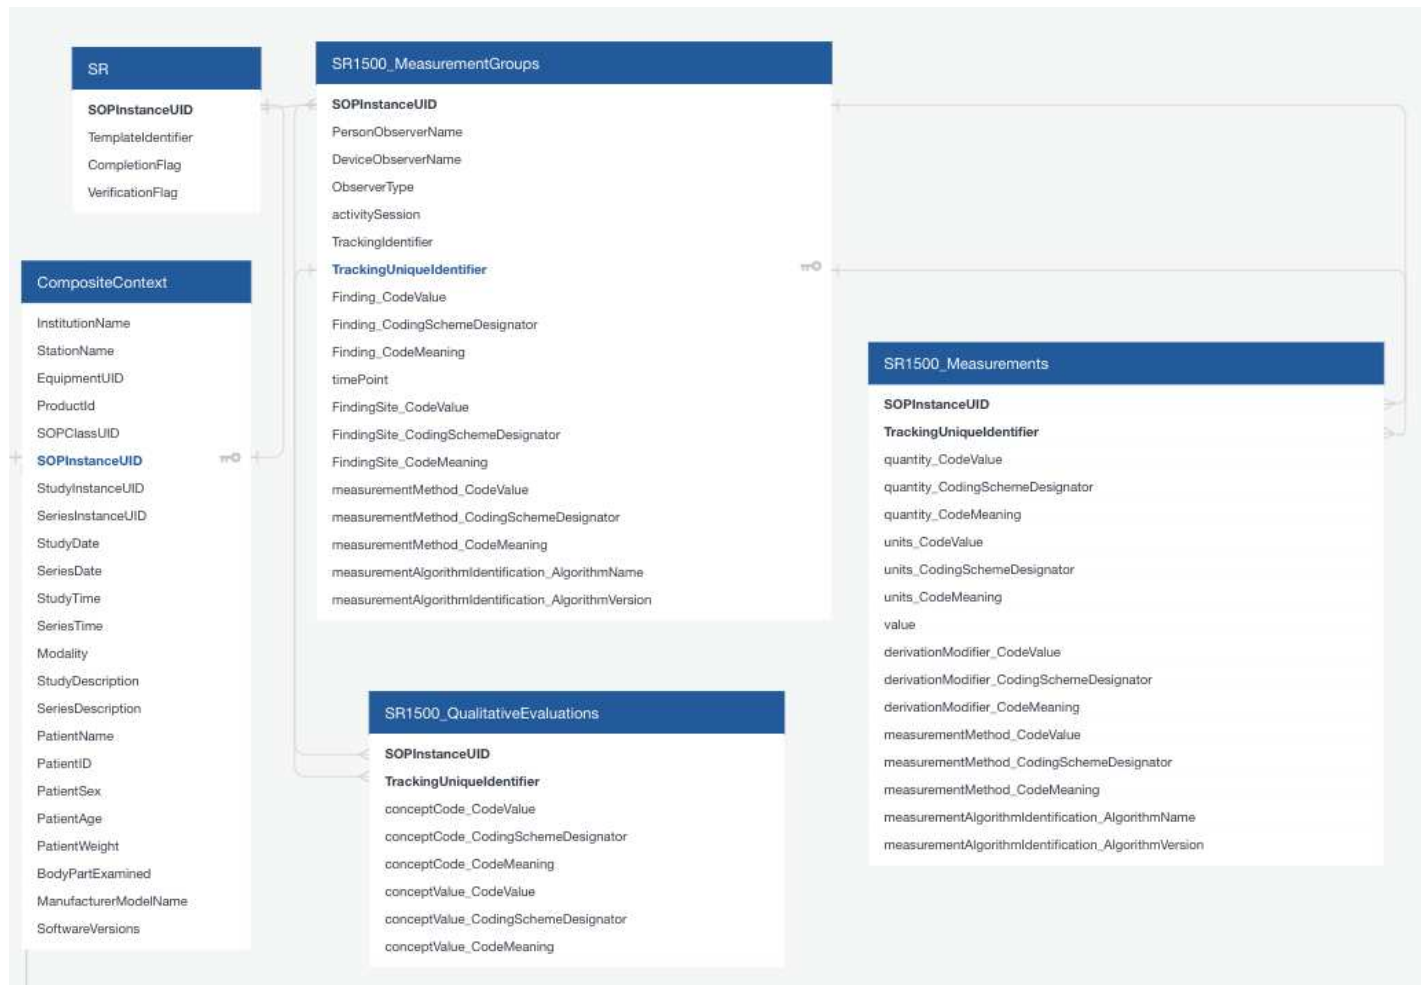 SR
SOPInstanceUID
TemplateIdentifier
CompletionFlag
VerificationFlag
CompositeContext
InstitutionName
StationName
EquipmentUID
ProductId
SOPClassUID
SOPInstanceUID
StudyInstanceUID
SeriesInstanceUID
StudyDate
SeriesDate
StudyTime
SeriesTime
Modality
StudyDescription
SeriesDescription
PatientName
PatientID
PatientSex
PatientAge
PatientWeight
BodyPartExamined
ManufacturerModelName
SoftwareVersions
SR1500_MeasurementGroups
SOPInstanceUID
PersonObserverName
DeviceObserverName
ObserverType
activitySession
TrackingIdentifier
TrackingUniqueIdentifier
Finding_CodeValue
Finding_CodingSchemeDesignator
Finding_CodeMeaning
timePoint
FindingSite_CodeValue
FindingSite_CodingSchemeDesignator
FindingSite_CodeMeaning
measurementMethod_CodeValue
measurementMethod_CodingSchemeDesignator
measurementMethod_CodeMeaning
measurementAlgorithmIdentification_AlgorithmName
measurementAlgorithmIdentification_AlgorithmVersion
SR1500_QualitativeEvaluations
SOPInstanceUID
TrackingUniqueIdentifier
conceptCode_CodeValue
conceptCode_CodingSchemeDesignator
conceptCode_CodeMeaning
conceptValue_CodeValue
conceptValue_CodingSchemeDesignator
conceptValue_CodeMeaning
SR1500_Measurements
SOPInstanceUID
TrackingUniqueIdentifier
quantity_CodeValue
quantity_CodingSchemeDesignator
quantity_CodeMeaning
units_CodeValue
units_CodingSchemeDesignator
units_CodeMeaning
value
derivationModifier_CodeValue
derivationModifier_CodingSchemeDesignator
derivationModifier_CodeMeaning
measurementMethod_CodeValue
measurementMethod_CodingSchemeDesignator
measurementMethod_CodeMeaning
measurementAlgorithmIdentification_AlgorithmName
measurementAlgorithmIdentification_AlgorithmVersion